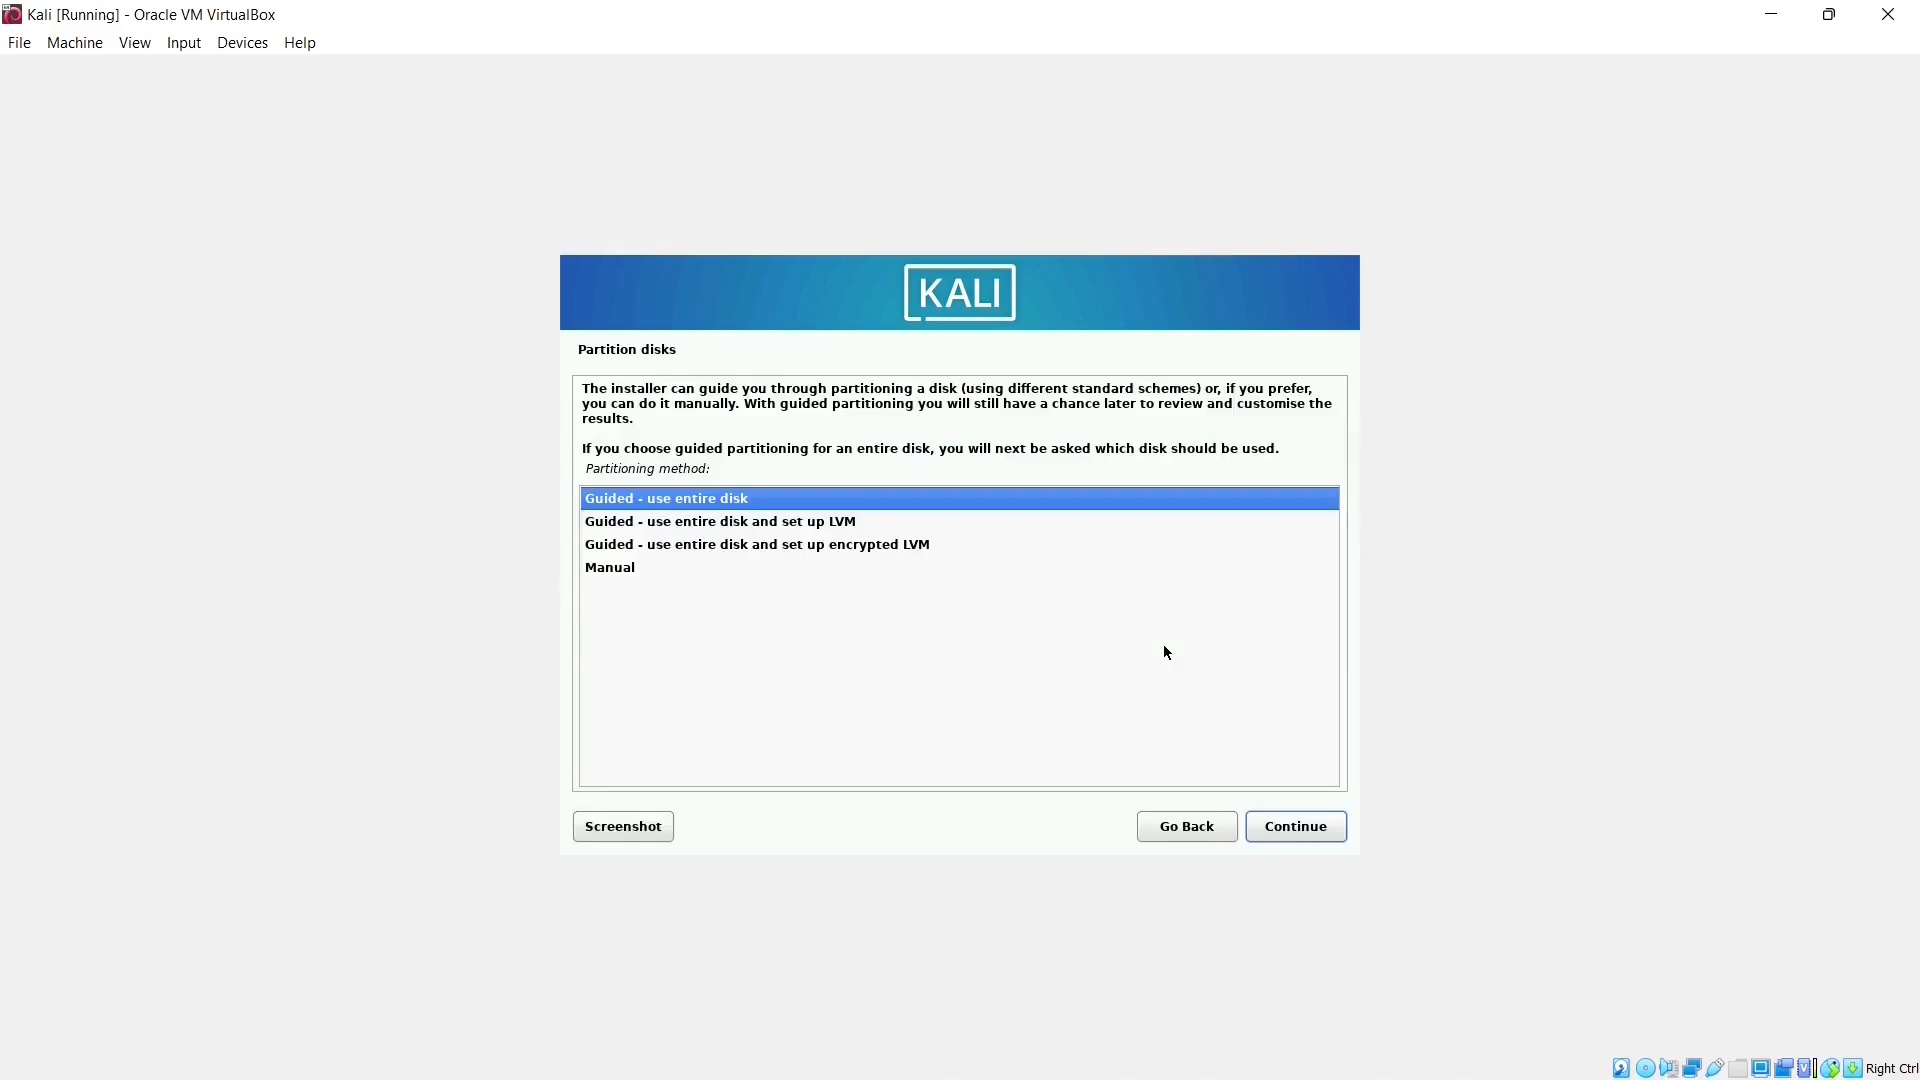 Kali [Running] - Oracle VM VirtualBox
File Machine View Input Devices Help
KALI
Partition disks
The installer can guide you through partitioning a disk (using different standard schemes) or, if you prefer,
you can do it manually. With guided partitioning you will still have a chance later to review and customise the
results.
If you choose guided partitioning for an entire disk, you will next be asked which disk should be used.
Partitioning method:
Guided - use entire disk
Guided - use entire disk and set up LVM
Guided - use entire disk and set up encrypted LVM
Manual
Screenshot Go Back Continue
Right Ctrl